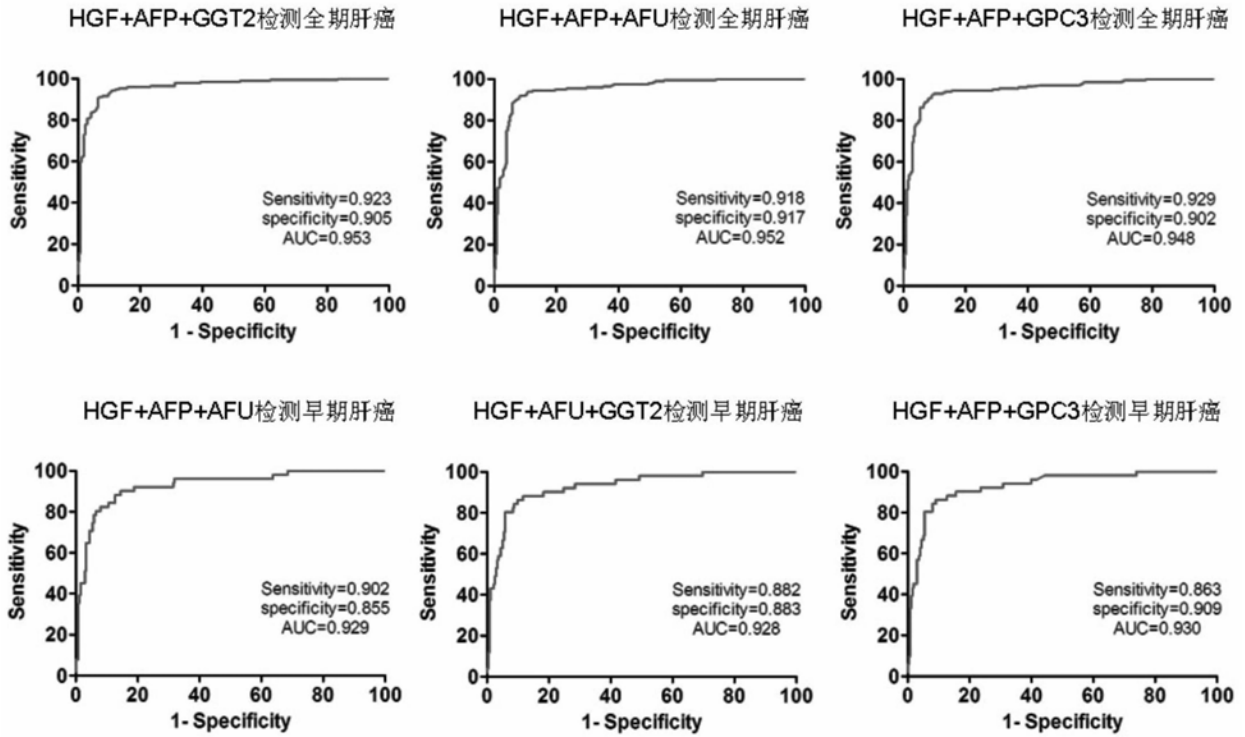 HGF+AFP+GGT2检测全期肝癌
HGF+AFP+AFU检测全期肝癌
HGF+AFP+GPC3检测全期肝癌
Sensitivity
100
80
60
40
20
0
Sensitivity=0.923
specificity=0.905
AUC=0.953
0 20 40 60 80 100
1 - Specificity
Sensitivity
100
80
60
40
20
0
Sensitivity=0.918
specificity=0.917
AUC=0.952
0 20 40 60 80 100
1- Specificity
Sensitivity
100
80
60
40
20
0
Sensitivity=0.929
specificity=0.902
AUC=0.948
0 20 40 60 80 100
1- Specificity
HGF+AFP+AFU检测早期肝癌
HGF+AFU+GGT2检测早期肝癌
HGF+AFP+GPC3检测早期肝癌
Sensitivity
100
80
60
40
20
0
Sensitivity=0.902
specificity=0.855
AUC=0.929
0 20 40 60 80 100
1- Specificity
Sensitivity
100
80
60
40
20
0
Sensitivity=0.882
specificity=0.883
AUC=0.928
0 20 40 60 80 100
1- Specificity
Sensitivity
100
80
60
40
20
0
Sensitivity=0.863
specificity=0.909
AUC=0.930
0 20 40 60 80 100
1- Specificity